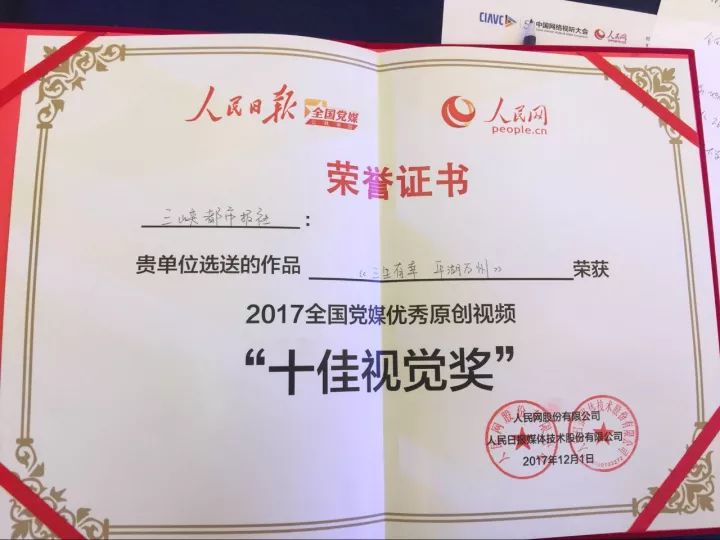 CIAVC 中国网络视听大会 人民网
人民日报 全国党媒 人民网
people.cn
荣誉证书
三峡都市报社：
贵单位选送的作品《三生有幸 平湖万州》荣获
2017全国党媒优秀原创视频
“十佳视觉奖”
人民网股份有限公司
人民日报媒体技术股份有限公司
2017年12月1日